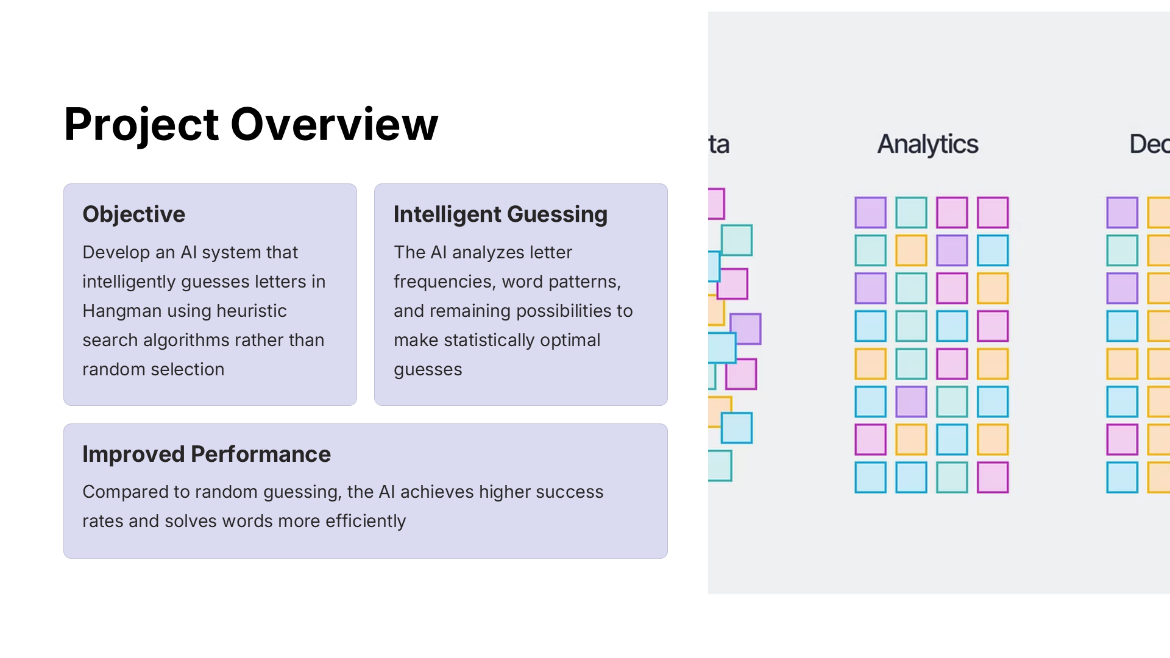 Project Overview
Objective
Develop an AI system that
intelligently guesses letters in
Hangman using heuristic
search algorithms rather than
random selection
Intelligent Guessing
The AI analyzes letter
frequencies, word patterns,
and remaining possibilities to
make statistically optimal
guesses
Improved Performance
Compared to random guessing, the AI achieves higher success
rates and solves words more efficiently
ta
Analytics
Dec